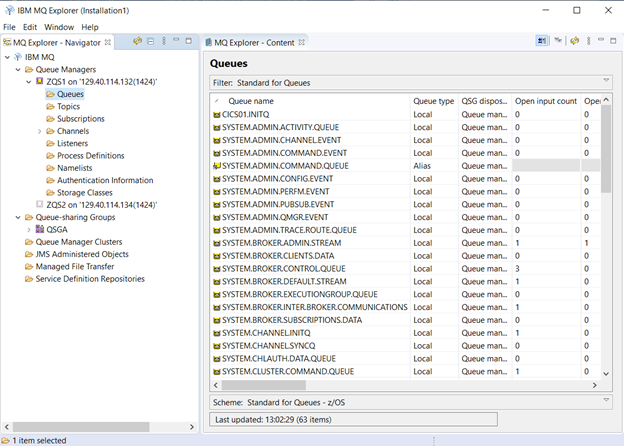 IBM MQ Explorer (Installation1)
File Edit Window Help
MQ Explorer - Navigator
IBM MQ
Queue Managers
ZQS1 on '129.40.114.132(1424)'
Queues
Topics
Subscriptions
Channels
Listeners
Process Definitions
Namelists
Authentication Information
Storage Classes
ZQS2 on '129.40.114.134(1424)'
Queue-sharing Groups
QSGA
Queue Manager Clusters
JMS Administered Objects
Managed File Transfer
Service Definition Repositories
MQ Explorer - Content
Queues
Filter: Standard for Queues
Queue name Queue type QSG dispos... Open input count Oper
CICS01.INITQ Local Queue man... 0 0
SYSTEM.ADMIN.ACTIVITY.QUEUE Local Queue man... 0 0
SYSTEM.ADMIN.CHANNEL.EVENT Local Queue man... 0 0
SYSTEM.ADMIN.COMMAND.EVENT Local Queue man... 0 0
SYSTEM.ADMIN.COMMAND.QUEUE Alias Queue man...
SYSTEM.ADMIN.CONFIG.EVENT Local Queue man... 0 0
SYSTEM.ADMIN.PERFM.EVENT Local Queue man... 0 0
SYSTEM.ADMIN.PUBSUB.EVENT Local Queue man... 0 0
SYSTEM.ADMIN.QMGR.EVENT Local Queue man... 0 0
SYSTEM.ADMIN.TRACE.ROUTE.QUEUE Local Queue man... 0 0
SYSTEM.BROKER.ADMIN.STREAM Local Queue man... 1 1
SYSTEM.BROKER.CLIENTS.DATA Local Queue man... 0 0
SYSTEM.BROKER.CONTROL.QUEUE Local Queue man... 3 0
SYSTEM.BROKER.DEFAULT.STREAM Local Queue man... 1 0
SYSTEM.BROKER.EXECUTIONGROUP.QUEUE Local Queue man... 0 0
SYSTEM.BROKER.INTER.BROKER.COMMUNICATIONS Local Queue man... 1 0
SYSTEM.BROKER.SUBSCRIPTIONS.DATA Local Queue man... 0 0
SYSTEM.CHANNEL.INITQ Local Queue man... 1 0
SYSTEM.CHANNEL.SYNCQ Local Queue man... 0 0
SYSTEM.CHLAUTH.DATA.QUEUE Local Queue man... 0 0
SYSTEM.CLUSTER.COMMAND.QUEUE Local Queue man... 1 0
Scheme: Standard for Queues - z/OS
Last updated: 13:02:29 (63 items)
1 item selected